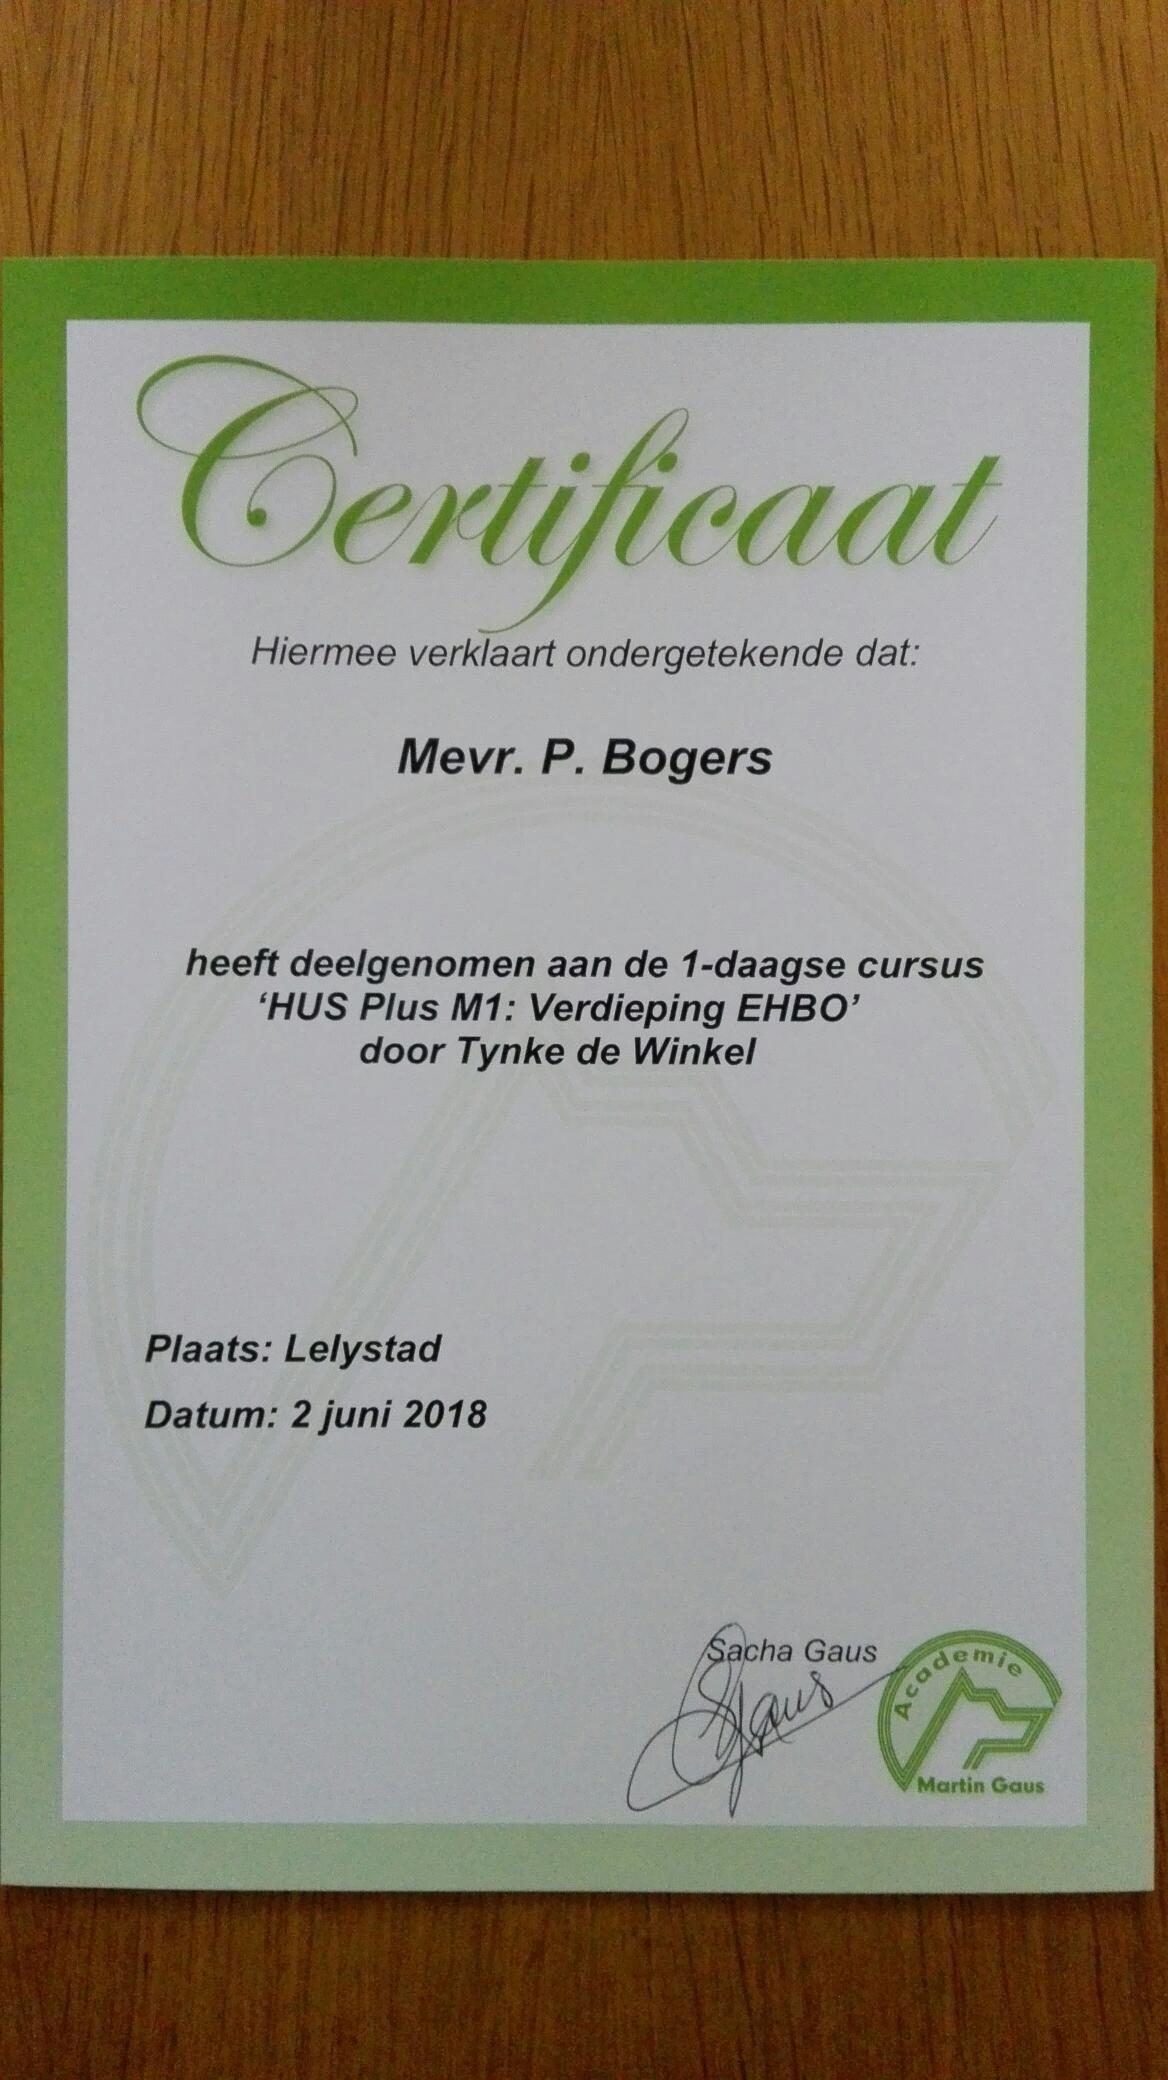 Certificaat
Hiermee verklaart ondergetekende dat:
Mevr. P. Bogers
heeft deelgenomen aan de 1-daagse cursus
‘HUS Plus M1: Verdieping EHBO’
door Tynke de Winkel
Plaats: Lelystad
Datum: 2 juni 2018
Sacha Gaus
SGaus
Academie
Martin Gaus